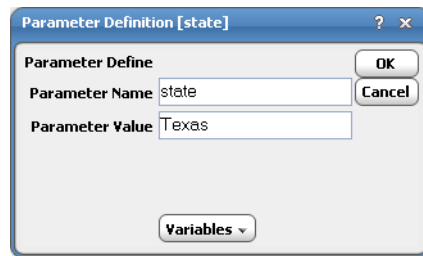 Parameter Definition [state] ? x
Parameter Define OK
Parameter Name state Cancel
Parameter Value Texas
Variables